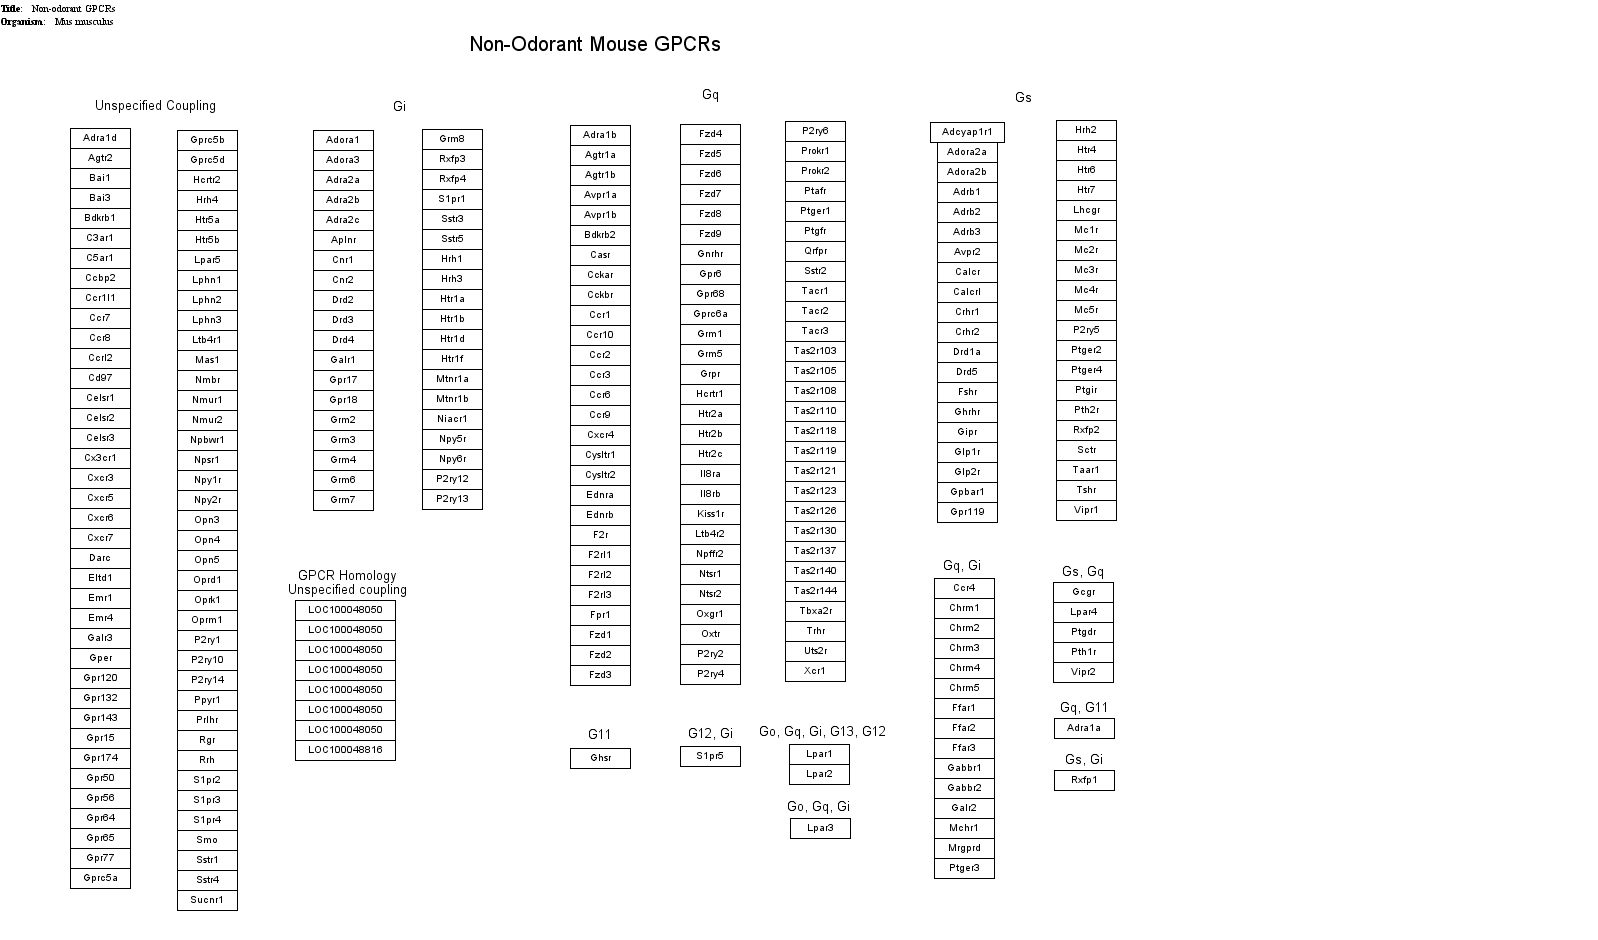 Title: Non-odorant GPCRs
Organism: Mus musculus
Non-Odorant Mouse GPCRs
Unspecified Coupling
Adra1d
Agtr2
Bai1
Bai3
Bdkrb1
C3ar1
C5ar1
Ccbp2
Ccr1l1
Ccr7
Ccr8
Ccrl2
Cd97
Celsr1
Celsr2
Celsr3
Cx3cr1
Cxcr3
Cxcr5
Cxcr6
Cxcr7
Darc
Eltd1
Emr1
Emr4
Galr3
Gper
Gpr120
Gpr132
Gpr143
Gpr15
Gpr174
Gpr50
Gpr56
Gpr64
Gpr65
Gpr77
Gprc5a
Gprc5b
Gprc5d
Hcrtr2
Hrh4
Htr5a
Htr5b
Lpar5
Lphn1
Lphn2
Lphn3
Ltb4r1
Mas1
Nmbr
Nmur1
Nmur2
Npbwr1
Npsr1
Npy1r
Npy2r
Opn3
Opn4
Opn5
Oprd1
Oprk1
Oprm1
P2ry1
P2ry10
P2ry14
Ppyr1
Prlhr
Rgr
Rrh
S1pr2
S1pr3
S1pr4
Smo
Sstr1
Sstr4
Sucnr1
Gi
Adora1
Adora3
Adra2a
Adra2b
Adra2c
Aplnr
Cnr1
Cnr2
Drd2
Drd3
Drd4
Galr1
Gpr17
Gpr18
Grm2
Grm3
Grm4
Grm6
Grm7
Grm8
Rxfp3
Rxfp4
S1pr1
Sstr3
Sstr5
Hrh1
Hrh3
Htr1a
Htr1b
Htr1d
Htr1f
Mtnr1a
Mtnr1b
Niacr1
Npy5r
Npy6r
P2ry12
P2ry13
GPCR Homology
Unspecified coupling
LOC100048050
LOC100048050
LOC100048050
LOC100048050
LOC100048050
LOC100048050
LOC100048050
LOC100048816
Gq
Adra1b
Agtr1a
Agtr1b
Avpr1a
Avpr1b
Bdkrb2
Casr
Cckar
Cckbr
Ccr1
Ccr10
Ccr2
Ccr3
Ccr6
Ccr9
Cxcr4
Cysltr1
Cysltr2
Ednra
Ednrb
F2r
F2rl1
F2rl2
F2rl3
Fpr1
Fzd1
Fzd2
Fzd3
Fzd4
Fzd5
Fzd6
Fzd7
Fzd8
Fzd9
Gnrhr
Gpr6
Gpr68
Gprc6a
Grm1
Grm5
Grpr
Hcrtr1
Htr2a
Htr2b
Htr2c
Il8ra
Il8rb
Kiss1r
Ltb4r2
Npffr2
Ntsr1
Ntsr2
Oxgr1
Oxtr
P2ry2
P2ry4
P2ry6
Prokr1
Prokr2
Ptafr
Ptger1
Ptgfr
Qrfpr
Sstr2
Tacr1
Tacr2
Tacr3
Tas2r103
Tas2r105
Tas2r108
Tas2r110
Tas2r118
Tas2r119
Tas2r121
Tas2r123
Tas2r126
Tas2r130
Tas2r137
Tas2r140
Tas2r144
Tbxa2r
Trhr
Uts2r
Xcr1
G11
Ghsr
G12, Gi
S1pr5
Go, Gq, Gi, G13, G12
Lpar1
Lpar2
Go, Gq, Gi
Lpar3
Gs
Adcyap1r1
Adora2a
Adora2b
Adrb1
Adrb2
Adrb3
Avpr2
Calcr
Calcrl
Crhr1
Crhr2
Drd1a
Drd5
Fshr
Ghrhr
Gipr
Glp1r
Glp2r
Gpbar1
Gpr119
Hrh2
Htr4
Htr6
Htr7
Lhcgr
Mc1r
Mc2r
Mc3r
Mc4r
Mc5r
P2ry5
Ptger2
Ptger4
Ptgir
Pth2r
Rxfp2
Sctr
Taar1
Tshr
Vipr1
Gq, Gi
Ccr4
Chrm1
Chrm2
Chrm3
Chrm4
Chrm5
Ffar1
Ffar2
Ffar3
Gabbr1
Gabbr2
Galr2
Mchr1
Mrgprd
Ptger3
Gs, Gq
Gcgr
Lpar4
Ptgdr
Pth1r
Vipr2
Gq, G11
Adra1a
Gs, Gi
Rxfp1